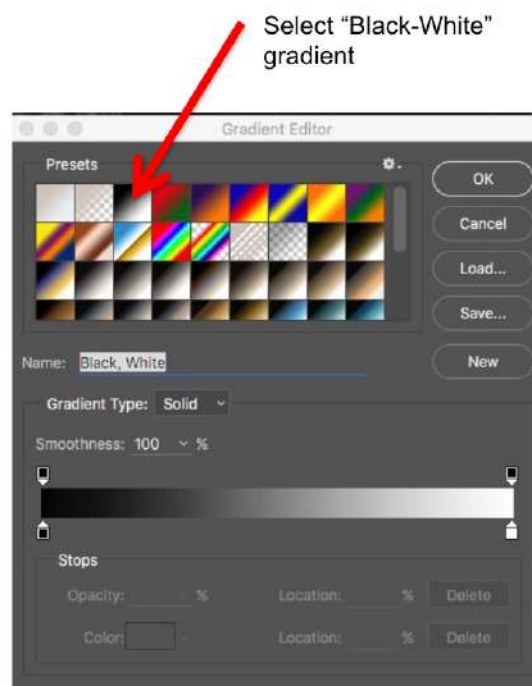 Select “Black-White”
gradient
Gradient Editor
Presets
OK
Cancel
Load...
Save...
New
Name: Black, White
Gradient Type: Solid
Smoothness: 100 %
Stops
Opacity: % Location: % Delete
Color: Location: % Delete